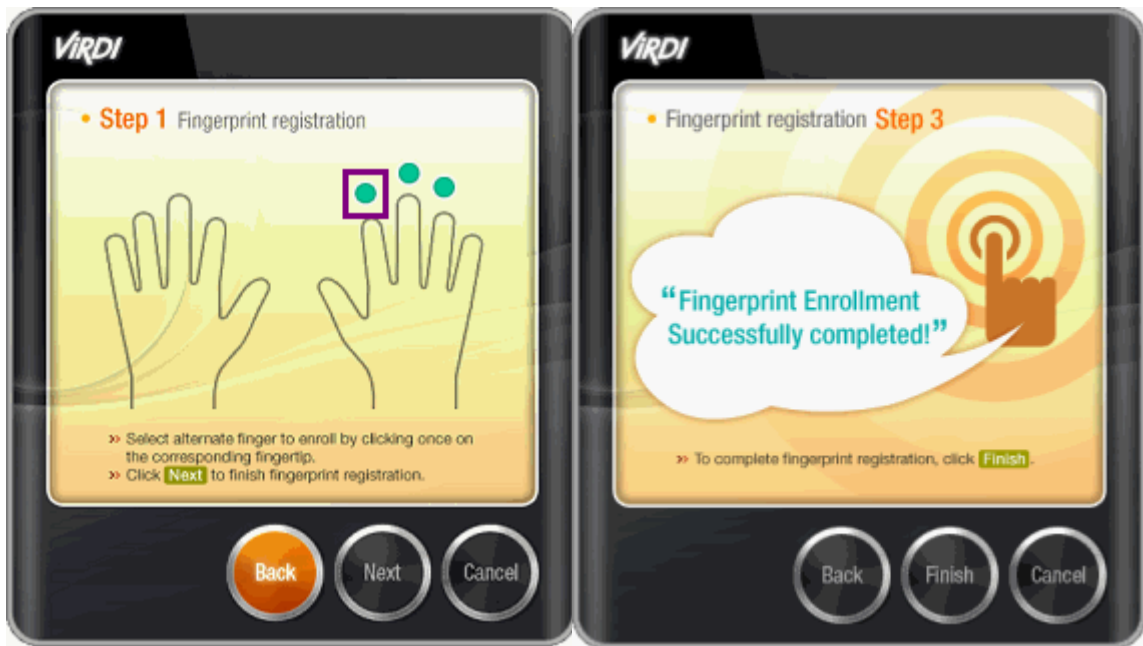 ViRDI
• Step 1 Fingerprint registration
» Select alternate finger to enroll by clicking once on
the corresponding fingertip.
» Click Next to finish fingerprint registration.
Back
Next
Cancel
ViRDI
• Fingerprint registration Step 3
“Fingerprint Enrollment
Successfully completed!”
» To complete fingerprint registration, click Finish.
Back
Finish
Cancel